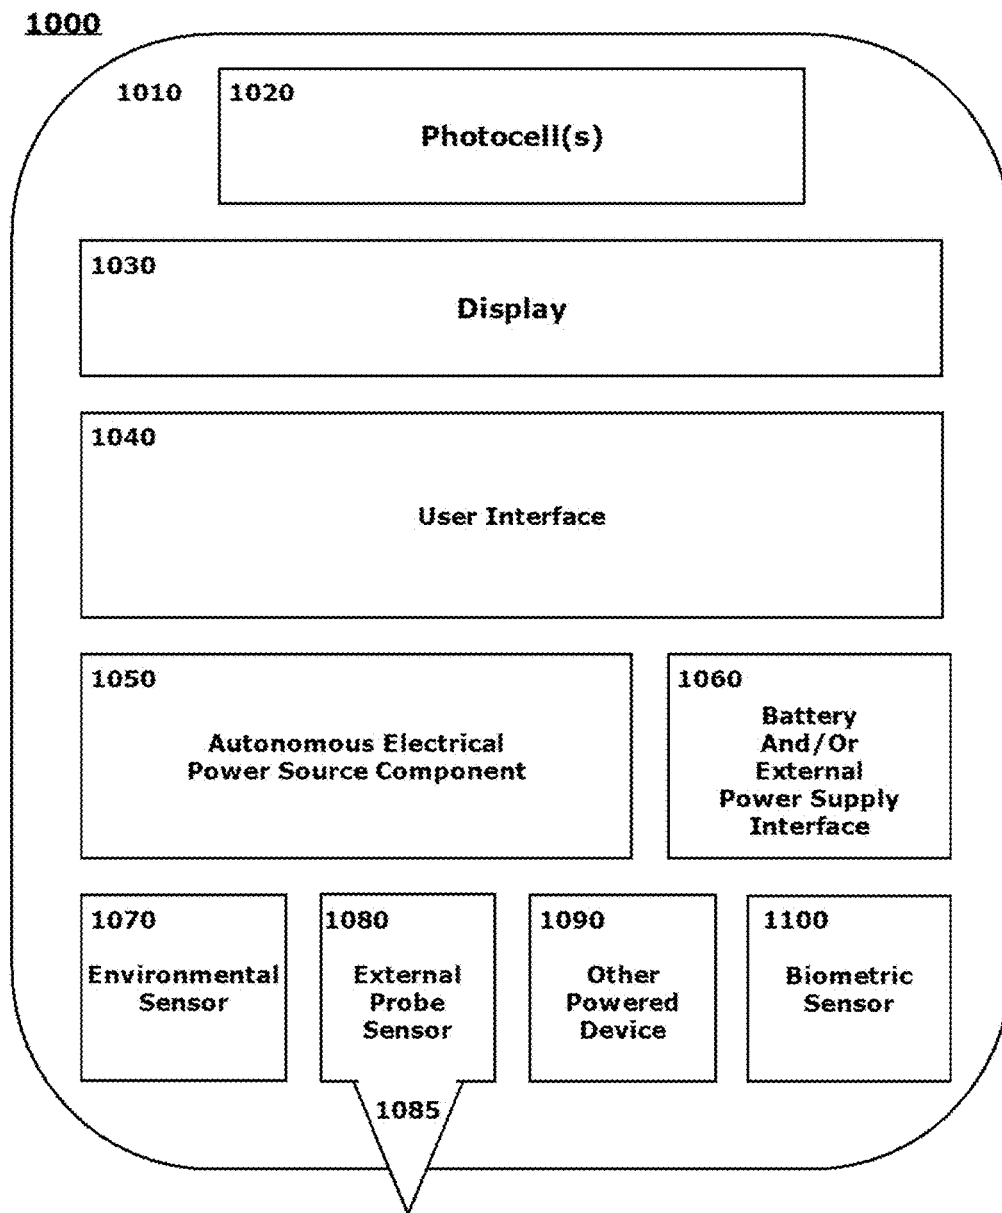 1000
1010
1020
Photocell(s)
1030
Display
1040
User Interface
1050
Autonomous Electrical
Power Source Component
1060
Battery
And/Or
External
Power Supply
Interface
1070
Environmental
Sensor
1080
External
Probe
Sensor
1085
1090
Other
Powered
Device
1100
Biometric
Sensor